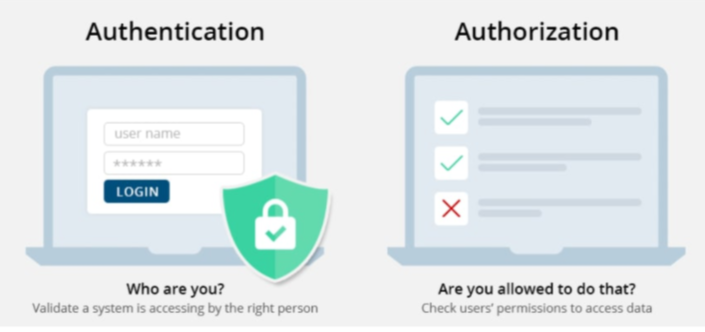 Authentication
user name
******
LOGIN
Who are you?
Validate a system is accessing by the right person
Authorization
Are you allowed to do that?
Check users' permissions to access data